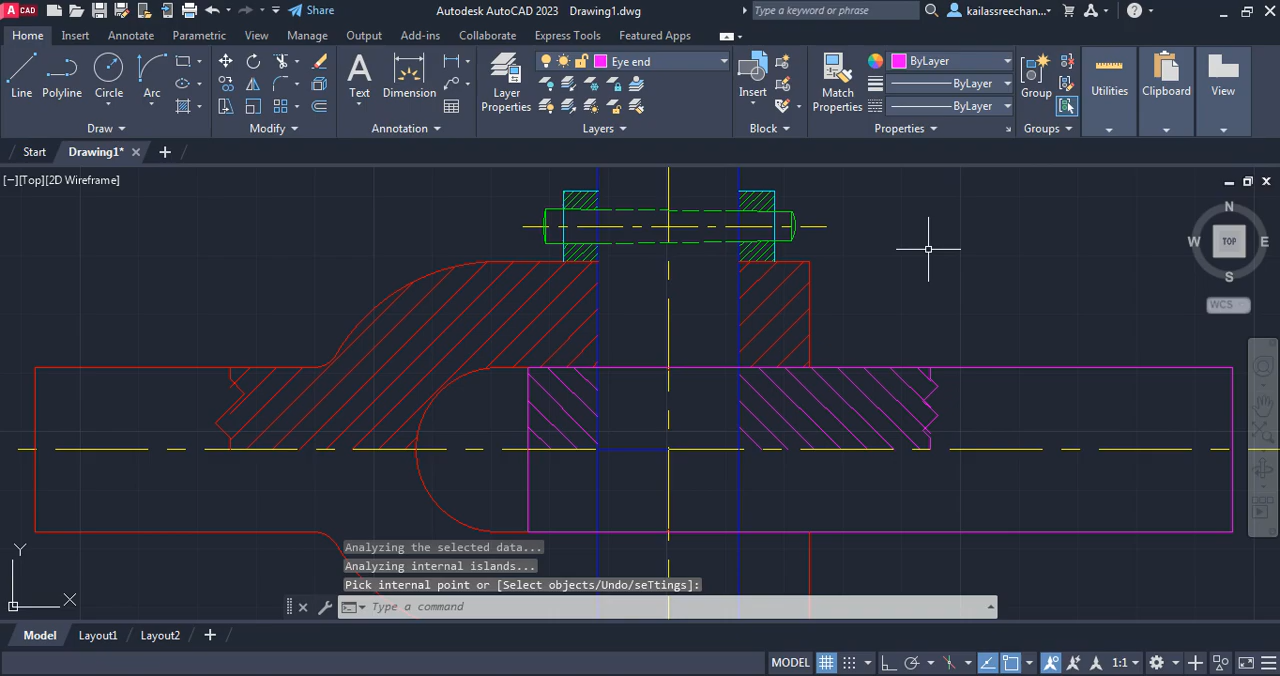 CAD Share Autodesk AutoCAD 2023 Drawing1.dwg Type a keyword or phrase kailassreechan...
Home Insert Annotate Parametric View Manage Output Add-ins Collaborate Express Tools Featured Apps
Line Polyline Circle Arc Text Dimension Layer Properties Eye end Insert Match Properties ByLayer ByLayer ByLayer Group Utilities Clipboard View
Draw Modify Annotation Layers Block Properties Groups
Start Drawing1* 
[−][Top][2D Wireframe]
N
W TOP E
S
WCS
Y
X
Analyzing the selected data...
Analyzing internal islands...
Pick internal point or [Select objects/Undo/seTtings]:
Type a command
Model Layout1 Layout2
MODEL 1:1